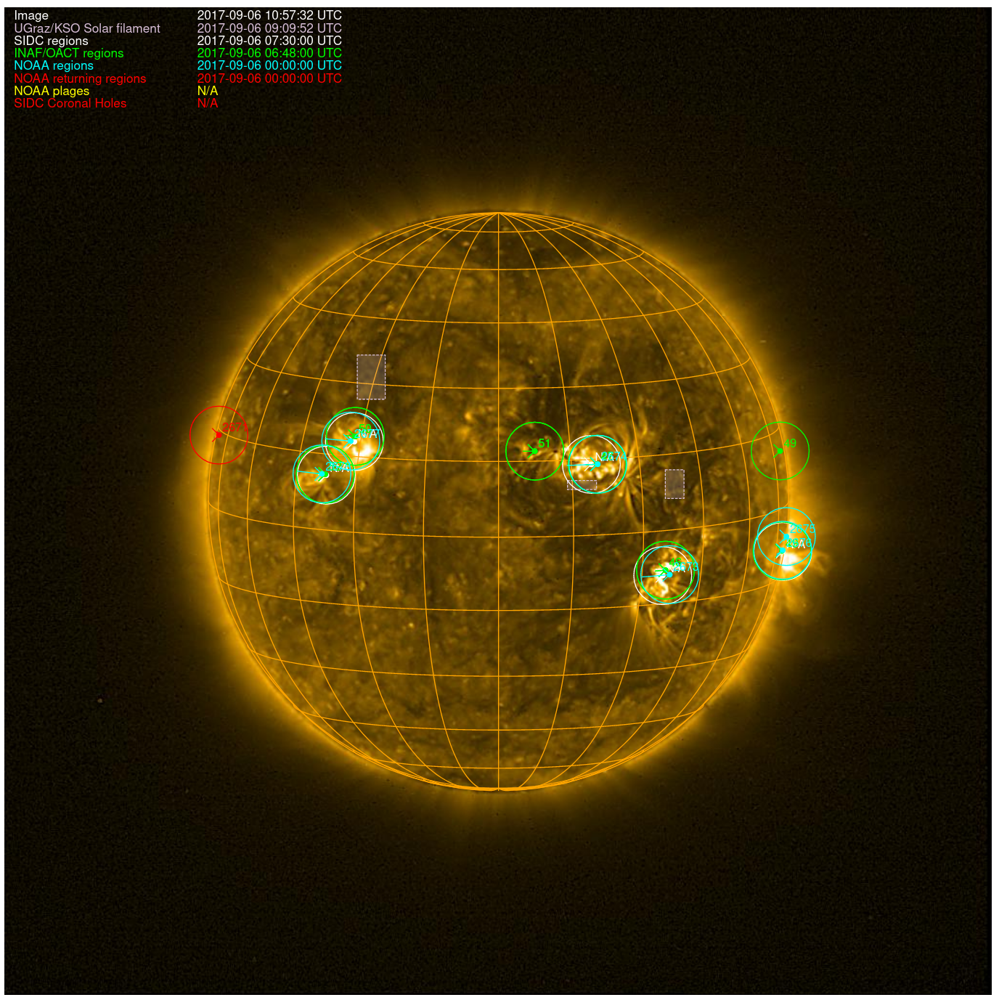 Image 2017-09-06 10:57:32 UTC
UGraz/KSO Solar filament 2017-09-06 09:09:52 UTC
SIDC regions 2017-09-06 07:30:00 UTC
INAF/OACT regions 2017-09-06 06:48:00 UTC
NOAA regions 2017-09-06 00:00:00 UTC
NOAA returning regions 2017-09-06 00:00:00 UTC
NOAA plages N/A
SIDC Coronal Holes N/A
50
N/A
51
49
N/A
2674
N/A
2675
N/A
2673
N/A